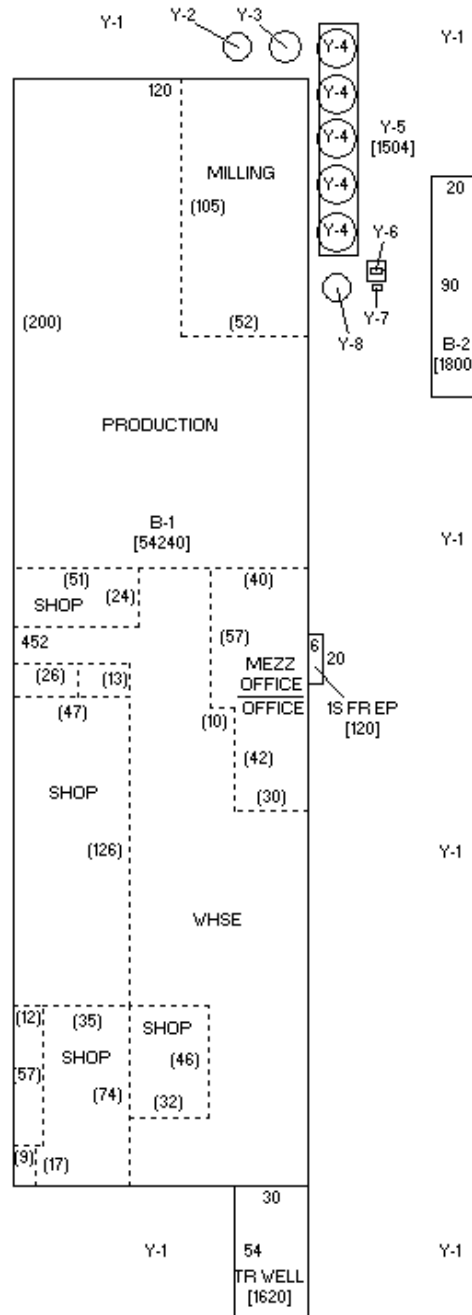 Y-1
Y-2
Y-3
Y-1
120
Y-4
Y-4
Y-4
Y-4
Y-4
Y-5
[1504]
MILLING
(105)
20
Y-6
90
Y-7
Y-8
(200)
(52)
B-2
[1800
PRODUCTION
B-1
[54240]
Y-1
(51)
(40)
SHOP
(24)
(57)
452
6
20
MEZZ
OFFICE
OFFICE
(26)
(13)
(47)
(10)
1S FR EP
[120]
(42)
SHOP
(30)
(126)
Y-1
WHSE
(12)
(35)
SHOP
SHOP
(46)
(57)
(74)
(32)
(9)
(17)
30
Y-1
54
Y-1
TR WELL
[1620]